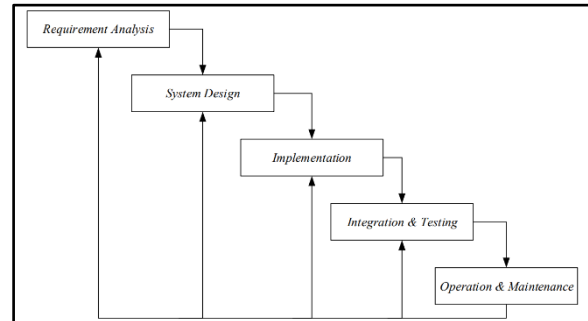 Requirement Analysis
System Design
Implementation
Integration & Testing
Operation & Maintenance